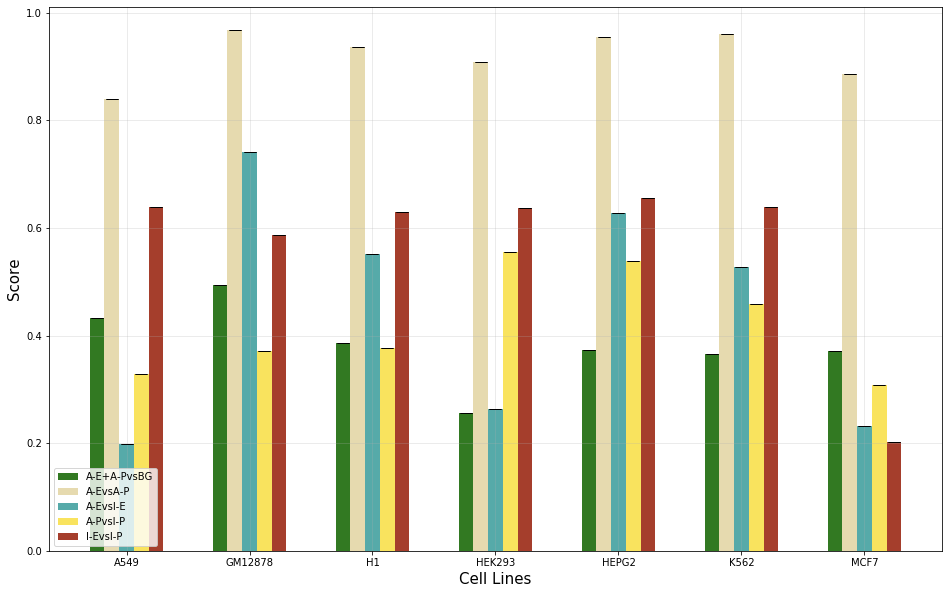 1.0
0.8
0.6
0.4
0.2
0.0
Score
A-E+A-PvsBG
A-EvsA-P
A-EvsI-E
A-PvsI-P
I-EvsI-P
A549 GM12878 H1 HEK293 HEPG2 K562 MCF7
Cell Lines